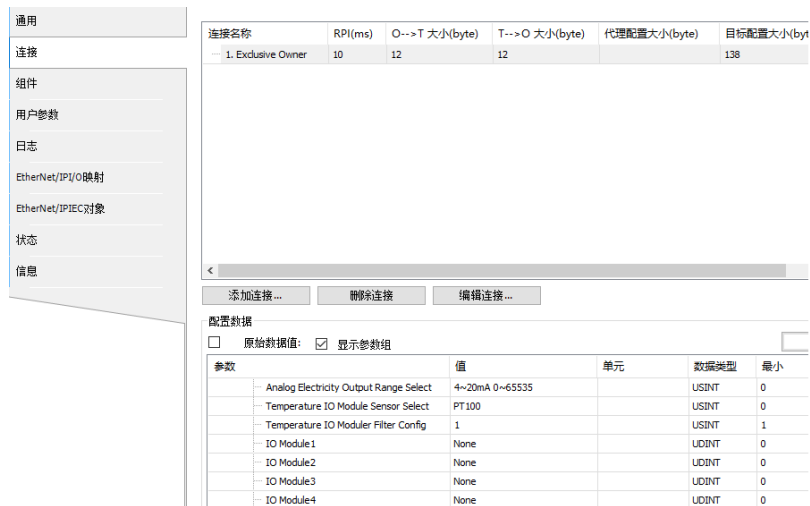 通用
连接
组件
用户参数
日志
EtherNet/IPI/O映射
EtherNet/IPIEC对象
状态
信息
连接名称 RPI(ms) O-->T 大小(byte) T-->O 大小(byte) 代理配置大小(byte) 目标配置大小(byt
1. Exclusive Owner 10 12 12 138
<
添加连接... 删除连接 编辑连接...
配置数据
原始数据值: 显示参数组
参数 值 单元 数据类型 最小
Analog Electricity Output Range Select 4~20mA 0~65535 USINT 0
Temperature IO Module Sensor Select PT100 USINT 0
Temperature IO Moduler Filter Config 1 USINT 1
IO Module1 None UDINT 0
IO Module2 None UDINT 0
IO Module3 None UDINT 0
IO Module4 None UDINT 0